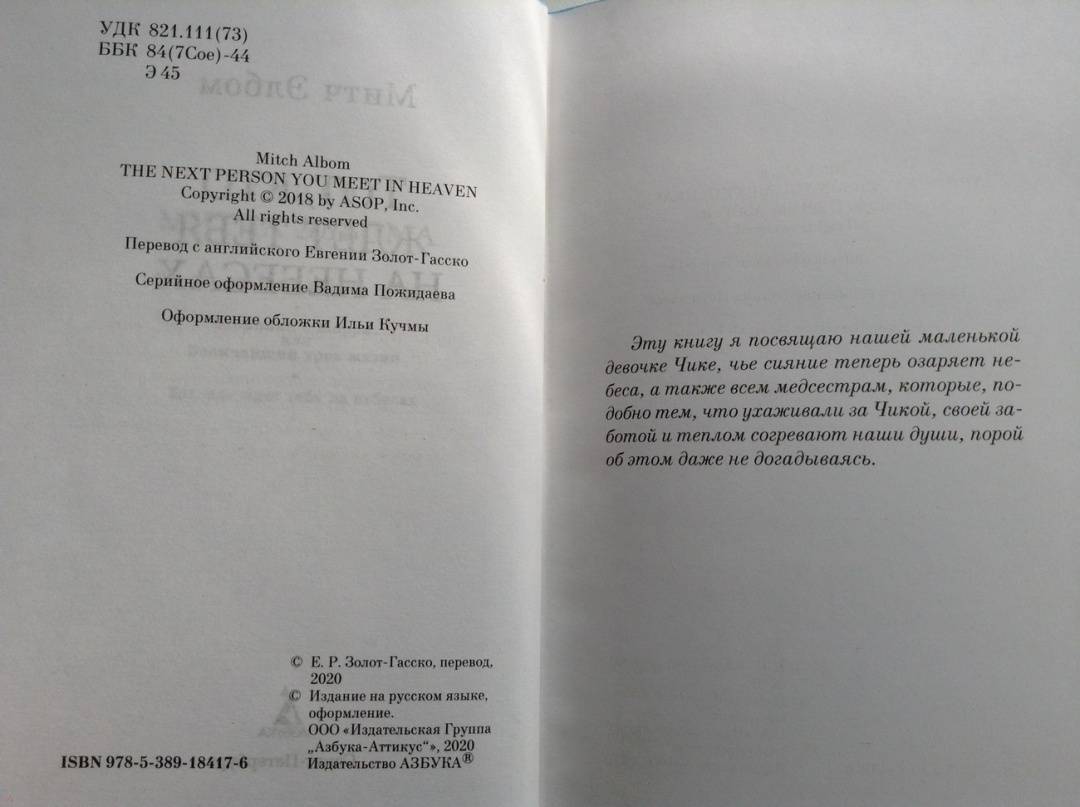 УДК 821.111(73)
ББК 84(7Сое)-44
Э 45
Митч Элбом
Mitch Albom
THE NEXT PERSON YOU MEET IN HEAVEN
Copyright © 2018 by ASOP, Inc.
All rights reserved
Перевод с английского Евгении Золот-Гасско
Серийное оформление Вадима Пожидаева
Оформление обложки Ильи Кучмы
© Е. Р. Золот-Гасско, перевод,
2020
© Издание на русском языке,
оформление.
ООО «Издательская Группа
„Азбука-Аттикус“», 2020
Издательство АЗБУКА®
ISBN 978-5-389-18417-6
Эту книгу я посвящаю нашей маленькой
девочке Чике, чье сияние теперь озаряет не-
беса, а также всем медсестрам, которые, по-
добно тем, что ухаживали за Чикой, своей за-
ботой и теплом согревают наши души, порой
об этом даже не догадываясь.